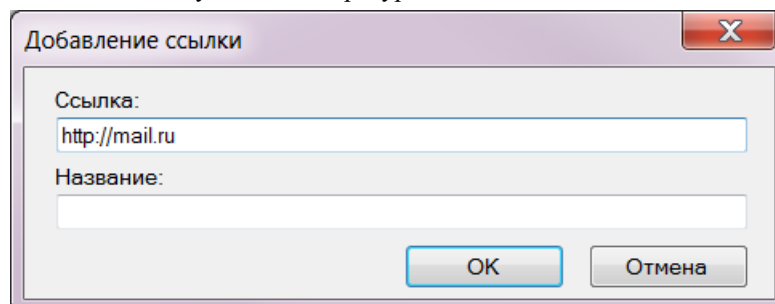 Добавление ссылки
Ссылка:
http://mail.ru
Название:
OK
Отмена